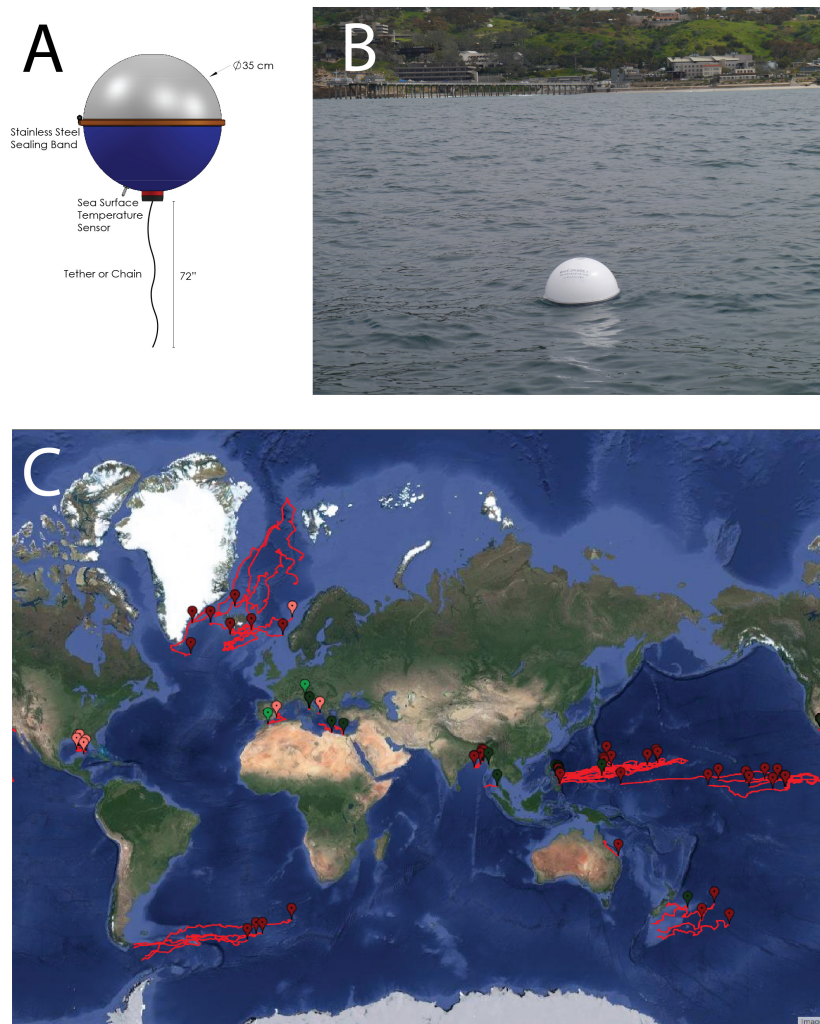 A
Ø35 cm
Stainless Steel
Sealing Band
Sea Surface
Temperature
Sensor
Tether or Chain
72"
B
C